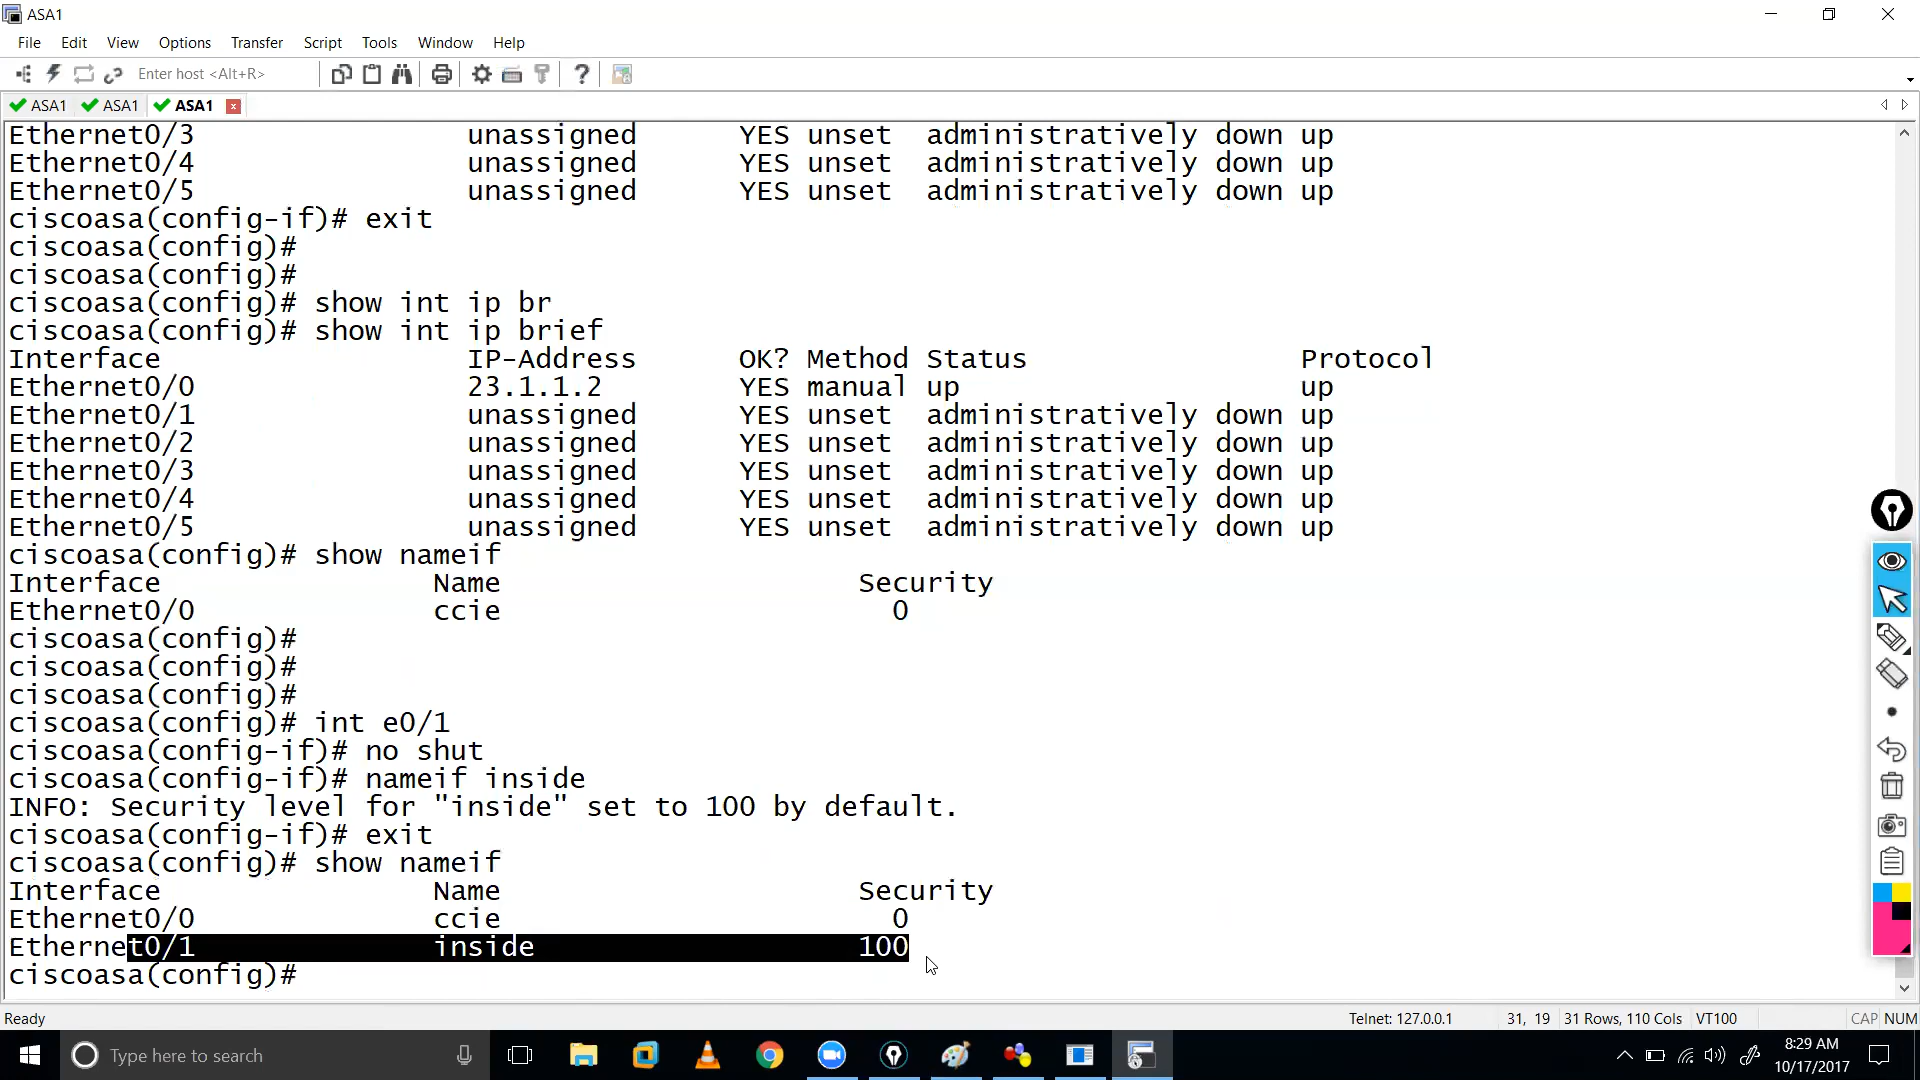 ASA1
File Edit View Options Transfer Script Tools Window Help
Enter host <Alt+R>
ASA1 ASA1 ASA1
Ethernet0/3 unassigned YES unset administratively down up
Ethernet0/4 unassigned YES unset administratively down up
Ethernet0/5 unassigned YES unset administratively down up
ciscoasa(config-if)# exit
ciscoasa(config)#
ciscoasa(config)#
ciscoasa(config)# show int ip br
ciscoasa(config)# show int ip brief
Interface IP-Address OK? Method Status Protocol
Ethernet0/0 23.1.1.2 YES manual up up
Ethernet0/1 unassigned YES unset administratively down up
Ethernet0/2 unassigned YES unset administratively down up
Ethernet0/3 unassigned YES unset administratively down up
Ethernet0/4 unassigned YES unset administratively down up
Ethernet0/5 unassigned YES unset administratively down up
ciscoasa(config)# show nameif
Interface Name Security
Ethernet0/0 ccie 0
ciscoasa(config)#
ciscoasa(config)#
ciscoasa(config)#
ciscoasa(config)# int e0/1
ciscoasa(config-if)# no shut
ciscoasa(config-if)# nameif inside
INFO: Security level for "inside" set to 100 by default.
ciscoasa(config-if)# exit
ciscoasa(config)# show nameif
Interface Name Security
Ethernet0/0 ccie 0
Ethernet0/1 inside 100
ciscoasa(config)#
Ready Telnet: 127.0.0.1 31, 19 31 Rows, 110 Cols VT100 CAP NUM
Type here to search 8:29 AM
10/17/2017